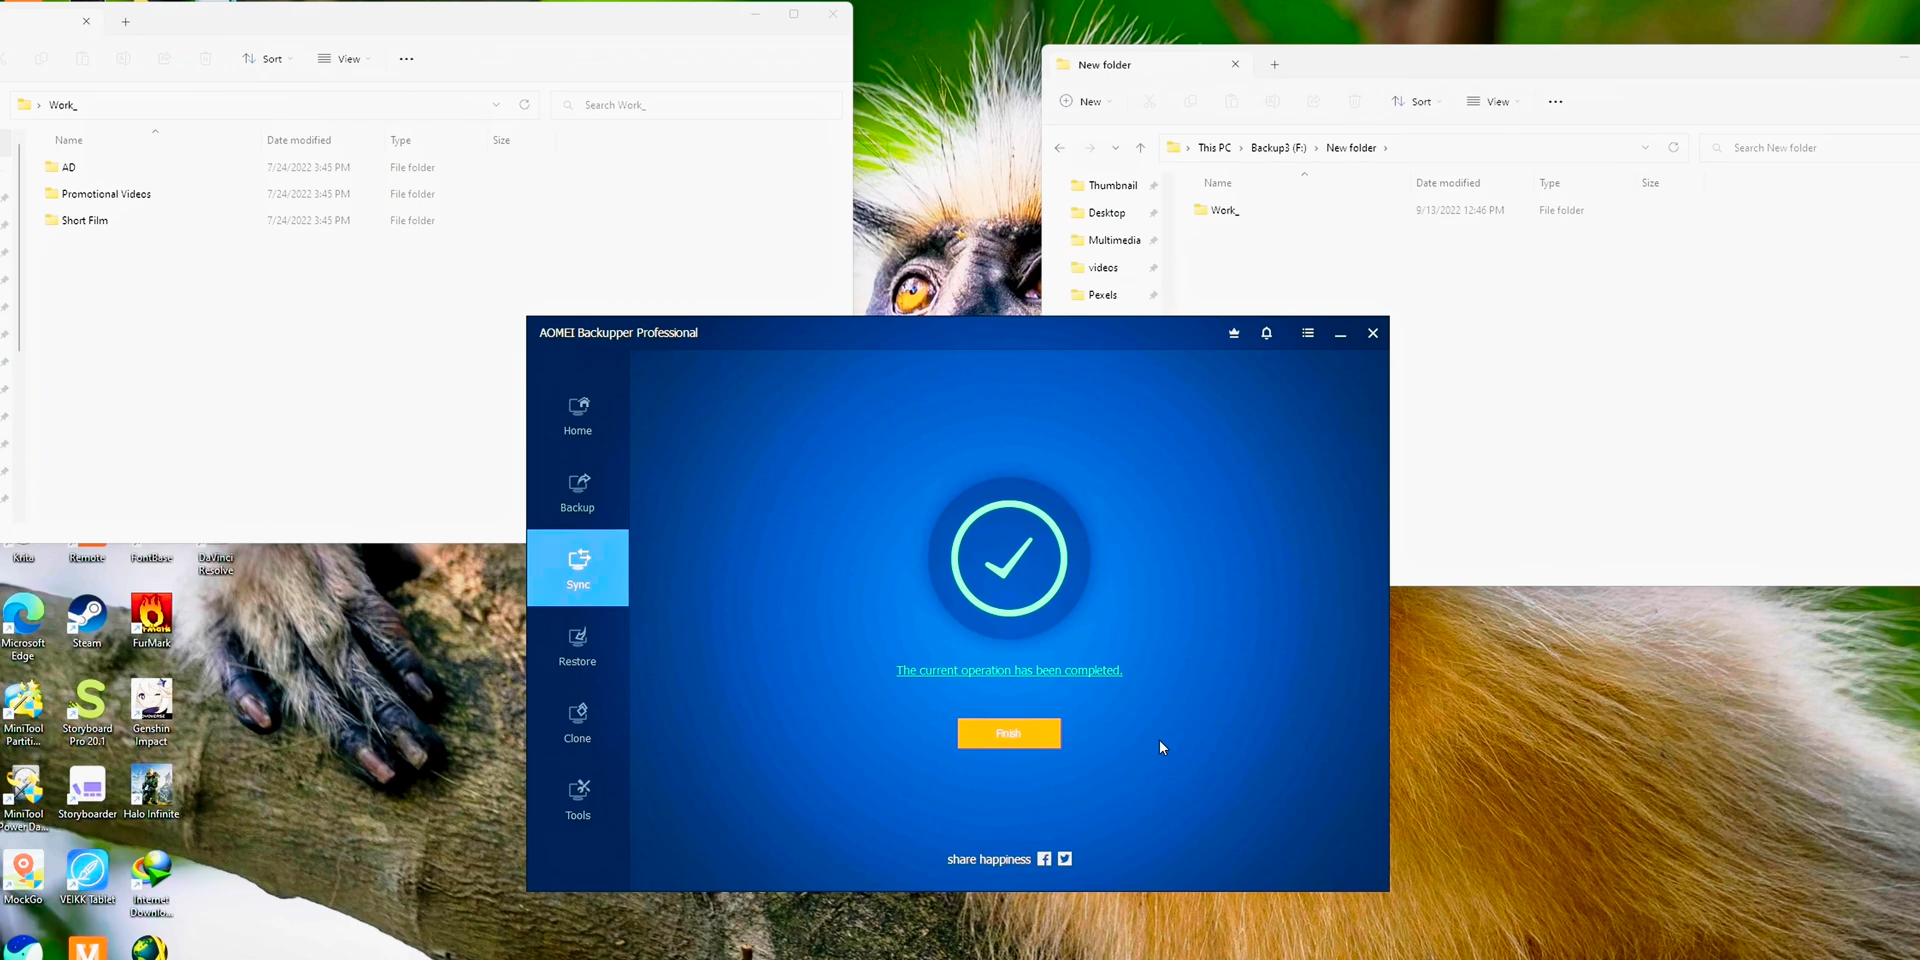 Sort
View
Work_
Search Work_
Name
Date modified
Type
Size
AD
7/24/2022 3:45 PM
File folder
Promotional Videos
7/24/2022 3:45 PM
File folder
Short Film
7/24/2022 3:45 PM
File folder
New folder
New
Sort
View
This PC
Backup3 (F:)
New folder
Search New folder
Thumbnail
Desktop
Multimedia
videos
Pexels
Name
Date modified
Type
Size
Work_
9/13/2022 12:46 PM
File folder
AOMEI Backupper Professional
Home
Backup
Sync
Restore
Clone
Tools
The current operation has been completed.
Finish
share happiness
Krita
Remote
FontBase
DaVinci
Resolve
Microsoft
Edge
Steam
FurMark
MiniTool
Partiti...
Storyboard
Pro 20.1
Genshin
Impact
MiniTool
Power Da...
Storyboarder
Halo Infinite
MockGo
VEIKK Tablet
Internet
Downlo...